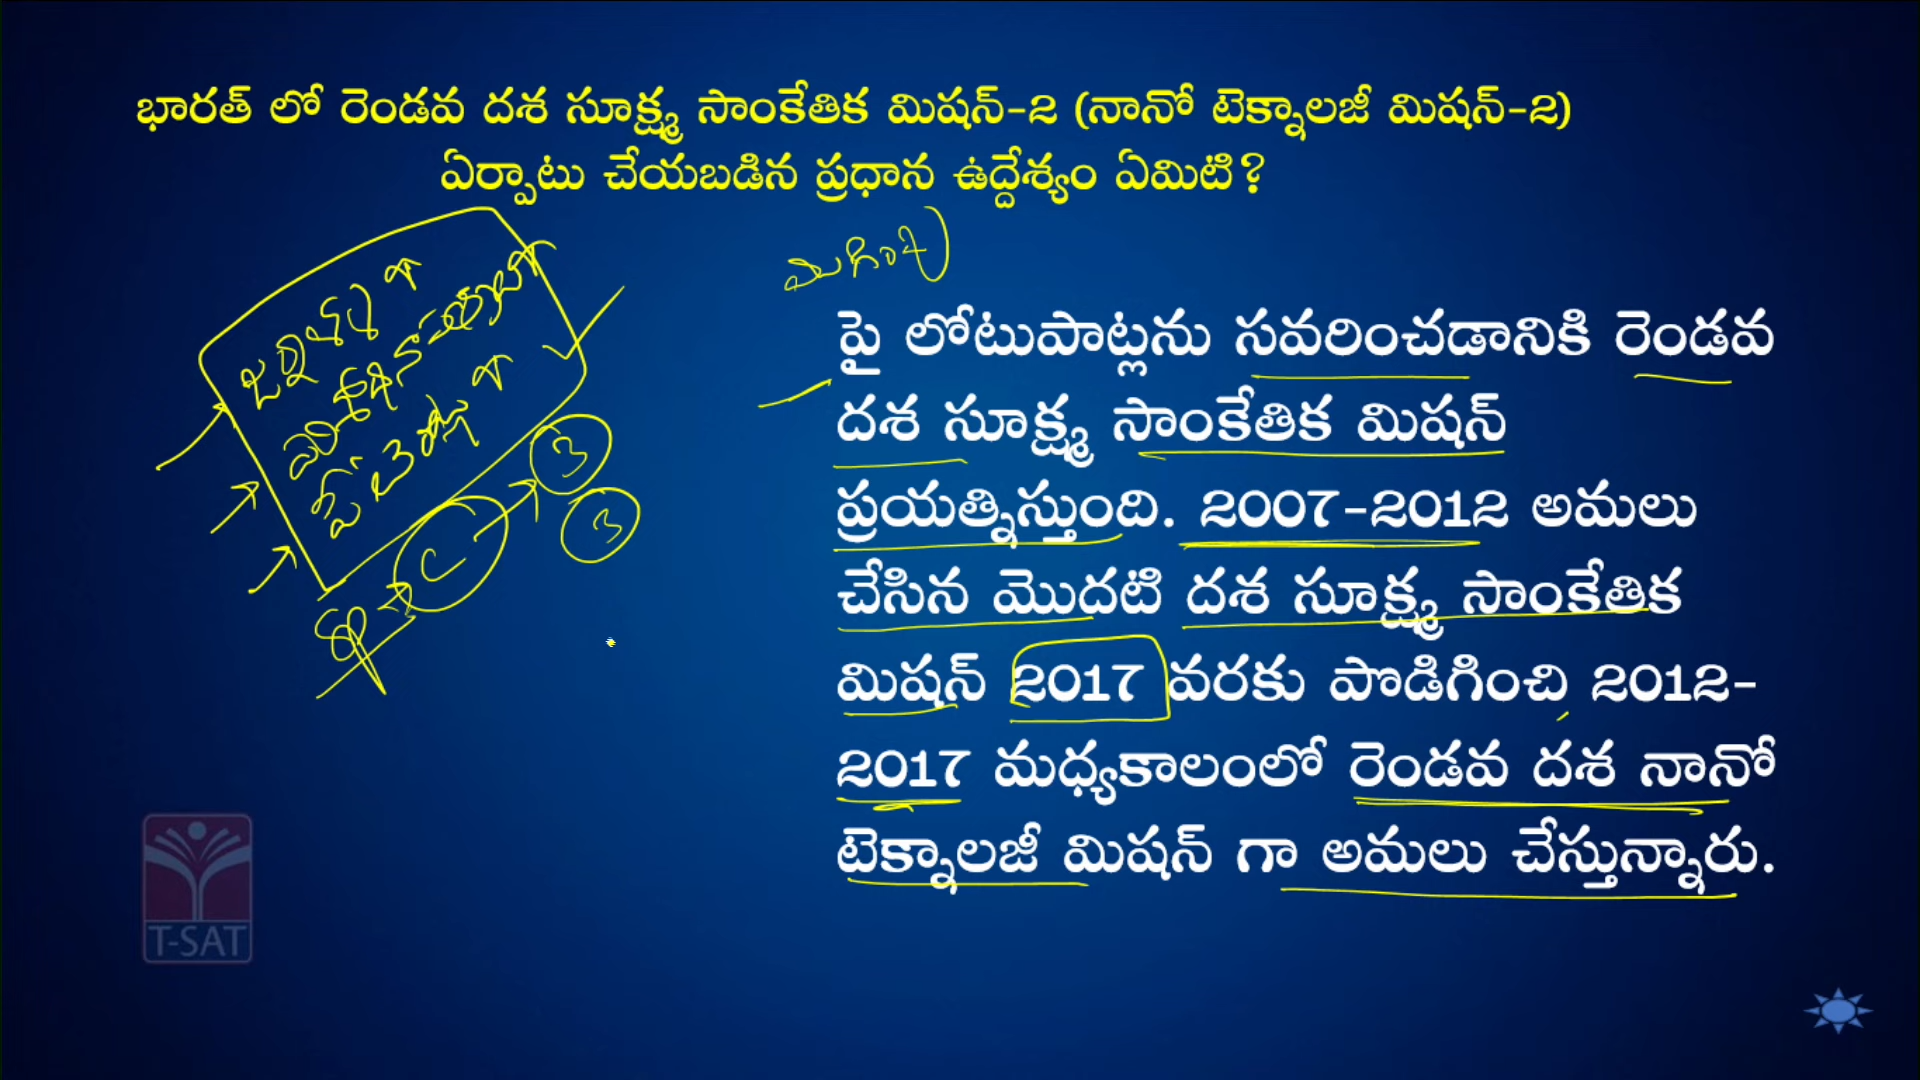 భారత్ లో రెండవ దశ సూక్ష్మ సాంకేతిక మిషన్-2 (నానో టెక్నాలజీ మిషన్-2)
ఏర్పాటు చేయబడిన ప్రధాన ఉద్దేశ్యం ఏమిటి?
పై లోటుపాట్లను సవరించడానికి రెండవ
దశ సూక్ష్మ సాంకేతిక మిషన్
ప్రయత్నిస్తుంది. 2007-2012 అమలు
చేసిన మొదటి దశ సూక్ష్మ సాంకేతిక
మిషన్ 2017 వరకు పొడిగించి 2012-
2017 మధ్యకాలంలో రెండవ దశ నానో
టెక్నాలజీ మిషన్ గా అమలు చేస్తున్నారు.
3
3
C
T-SAT